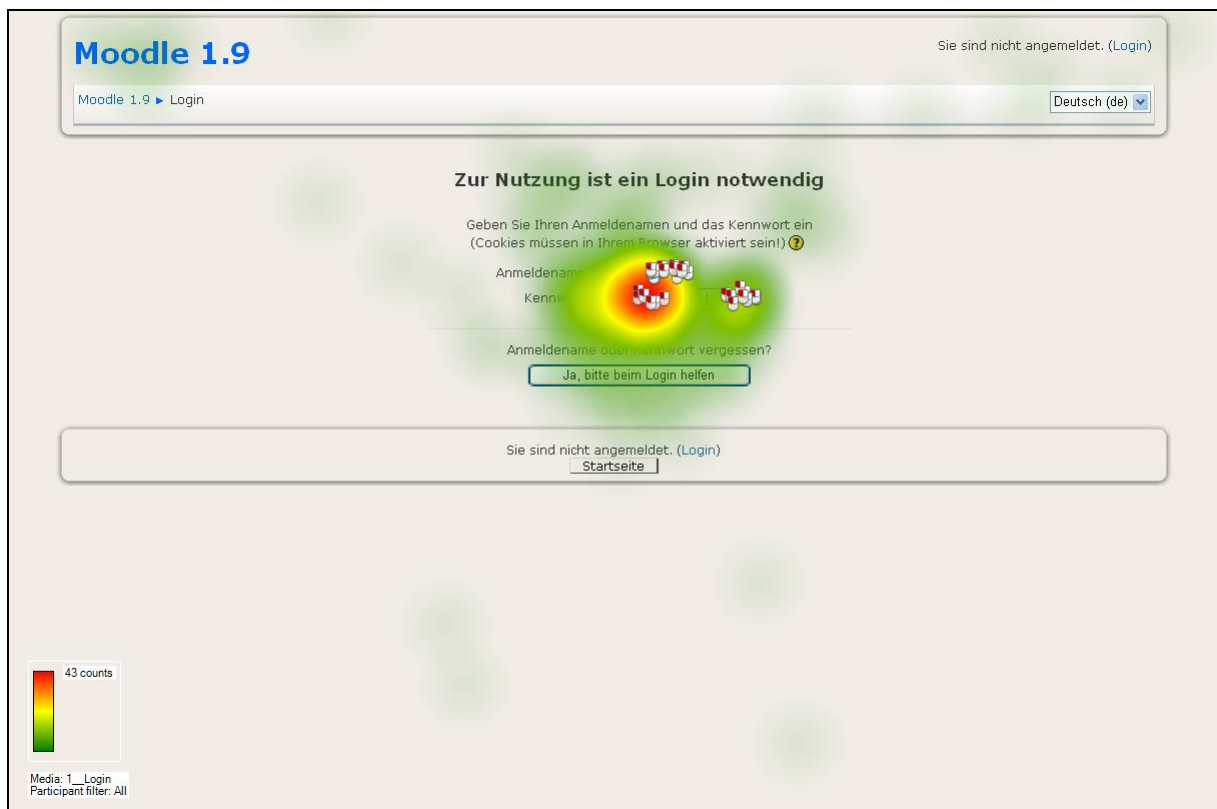 Moodle 1.9
Sie sind nicht angemeldet. (Login)
Moodle 1.9 ► Login
Deutsch (de)
Zur Nutzung ist ein Login notwendig
Geben Sie Ihren Anmeldenamen und das Kennwort ein
(Cookies müssen in Ihrem Browser aktiviert sein!)
Anmeldename
Anmeldename oder Kennwort vergessen?
Ja, bitte beim Login helfen
Sie sind nicht angemeldet. (Login)
Startseite
43 counts
Media: 1__Login
Participant filter: All